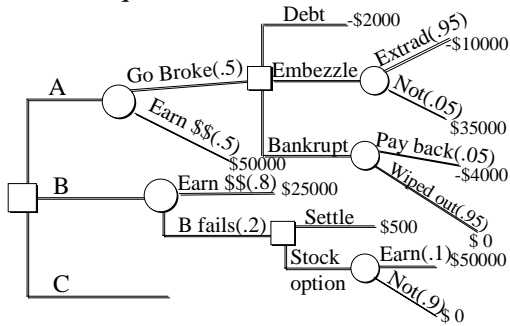 Debt
-$2000
Extrad(.95)
-$10000
A
Go Broke(.5)
Embezzle
Not(.05)
$35000
Earn $$(.5)
$50000
Bankrupt
Pay back(.05)
-$4000
Wiped out(.95)
$ 0
B
Earn $$(.8)
$25000
B fails(.2)
Settle
$500
Stock
option
Earn(.1)
$50000
Not(.9)
$ 0
C